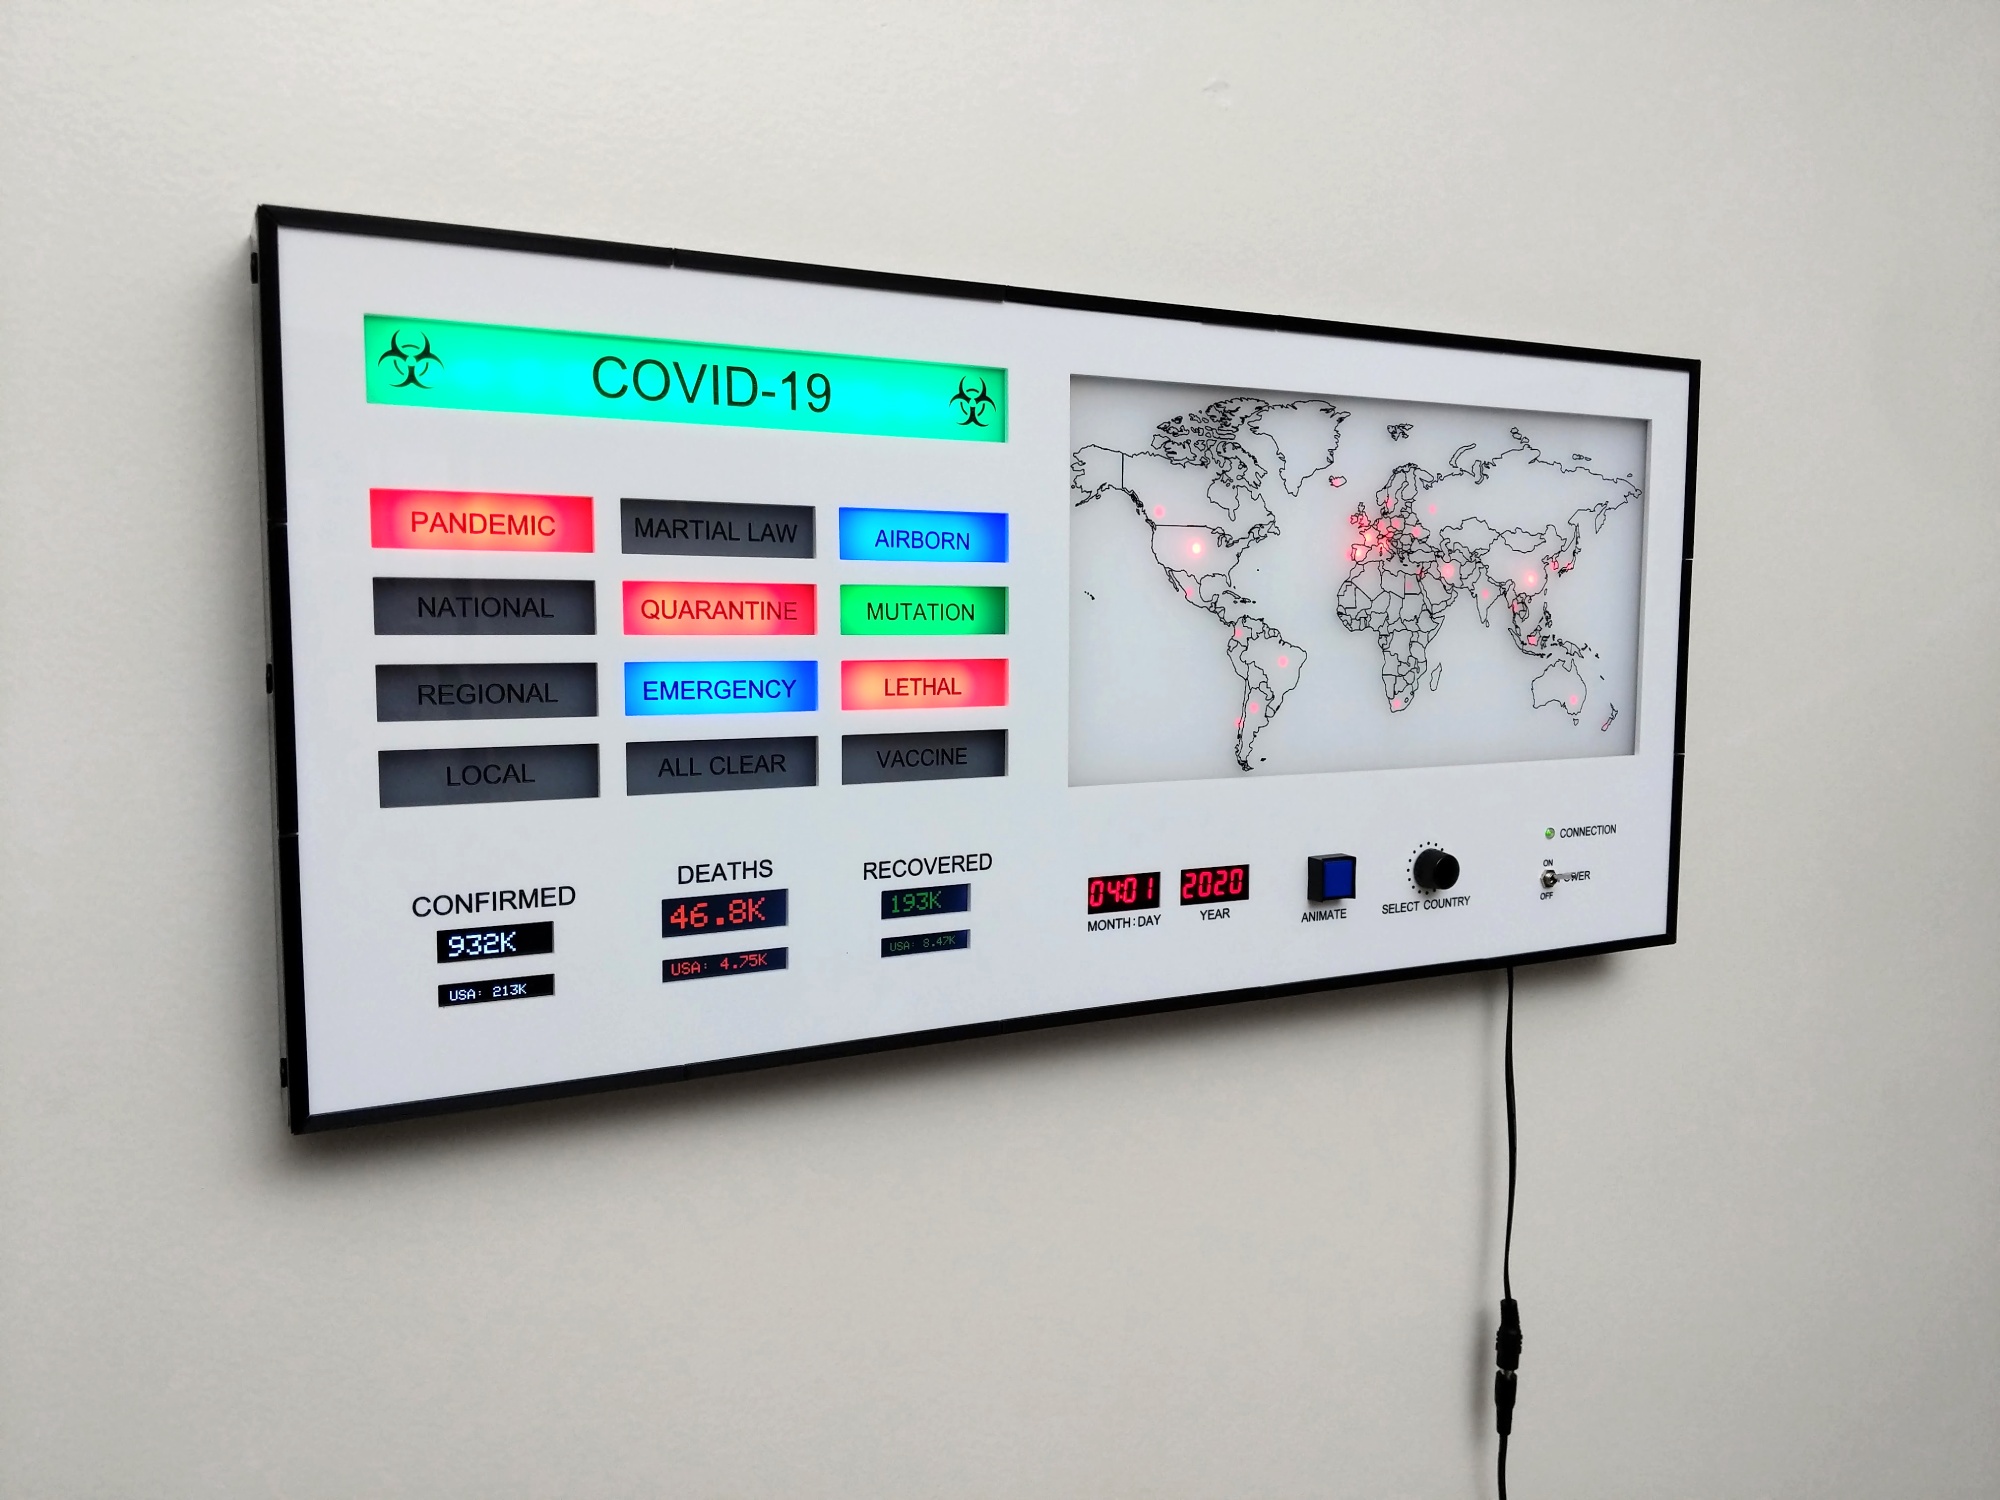 COVID-19
PANDEMIC
MARTIAL LAW
AIRBORN
NATIONAL
QUARANTINE
MUTATION
REGIONAL
EMERGENCY
LETHAL
LOCAL
ALL CLEAR
VACCINE
CONFIRMED
932K
USA: 213K
DEATHS
46.8K
USA: 4.75K
RECOVERED
193K
USA: 8.47K
04:01
MONTH:DAY
2020
YEAR
ANIMATE
SELECT COUNTRY
CONNECTION
ON
POWER
OFF